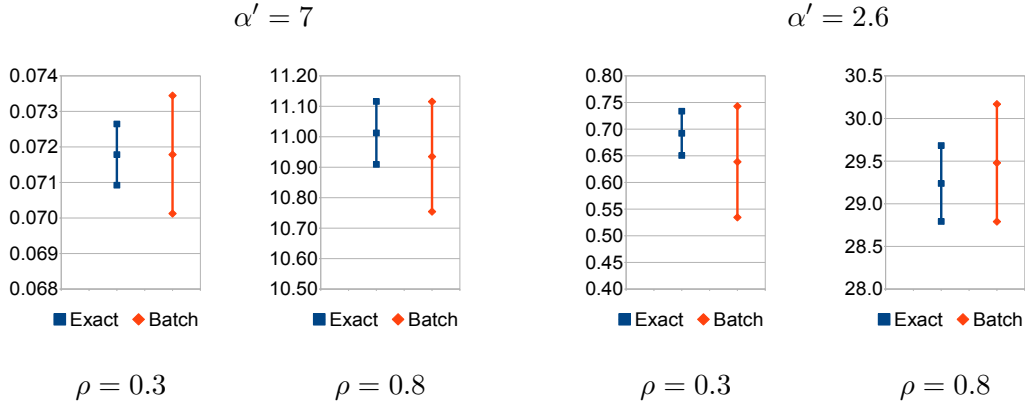 α′ = 7 α′ = 2.6
0.074 11.20 0.80 30.5
0.073 11.10 0.75 30.0
0.072 11.00 0.70 29.5
0.071 10.90 0.65 29.0
0.070 10.80 0.60 28.5
0.069 10.70 0.55 28.0
0.068 10.60 0.50
10.50 0.45
0.40
Exact Batch Exact Batch Exact Batch Exact Batch
ρ = 0.3 ρ = 0.8 ρ = 0.3 ρ = 0.8